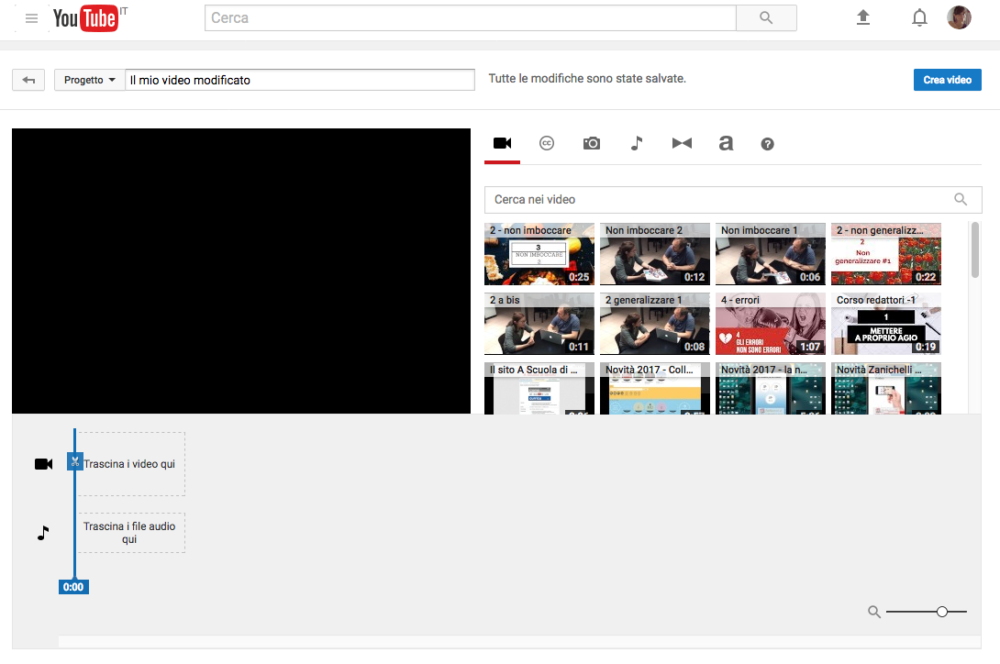 YouTube IT
Cerca
Progetto
Il mio video modificato
Tutte le modifiche sono state salvate.
Crea video
cc
a
?
Cerca nei video
2 - non imboccare
3
NON IMBOCCARE
2
0:25
Non imboccare 2
0:12
Non imboccare 1
0:06
2 - non generalizz...
2
Non
generalizzare #1
0:22
2 a bis
0:11
2 generalizzare 1
0:08
4 - errori
4
GLI ERRORI
NON SONO ERRORI
1:07
Corso redattori -1
1
METTERE
A PROPRIO AGIO
0:19
Il sito A Scuola di ...
Novità 2017 - Coll...
Novità 2017 - la n...
Novità Zanichelli ...
Trascina i video qui
Trascina i file audio
qui
0:00